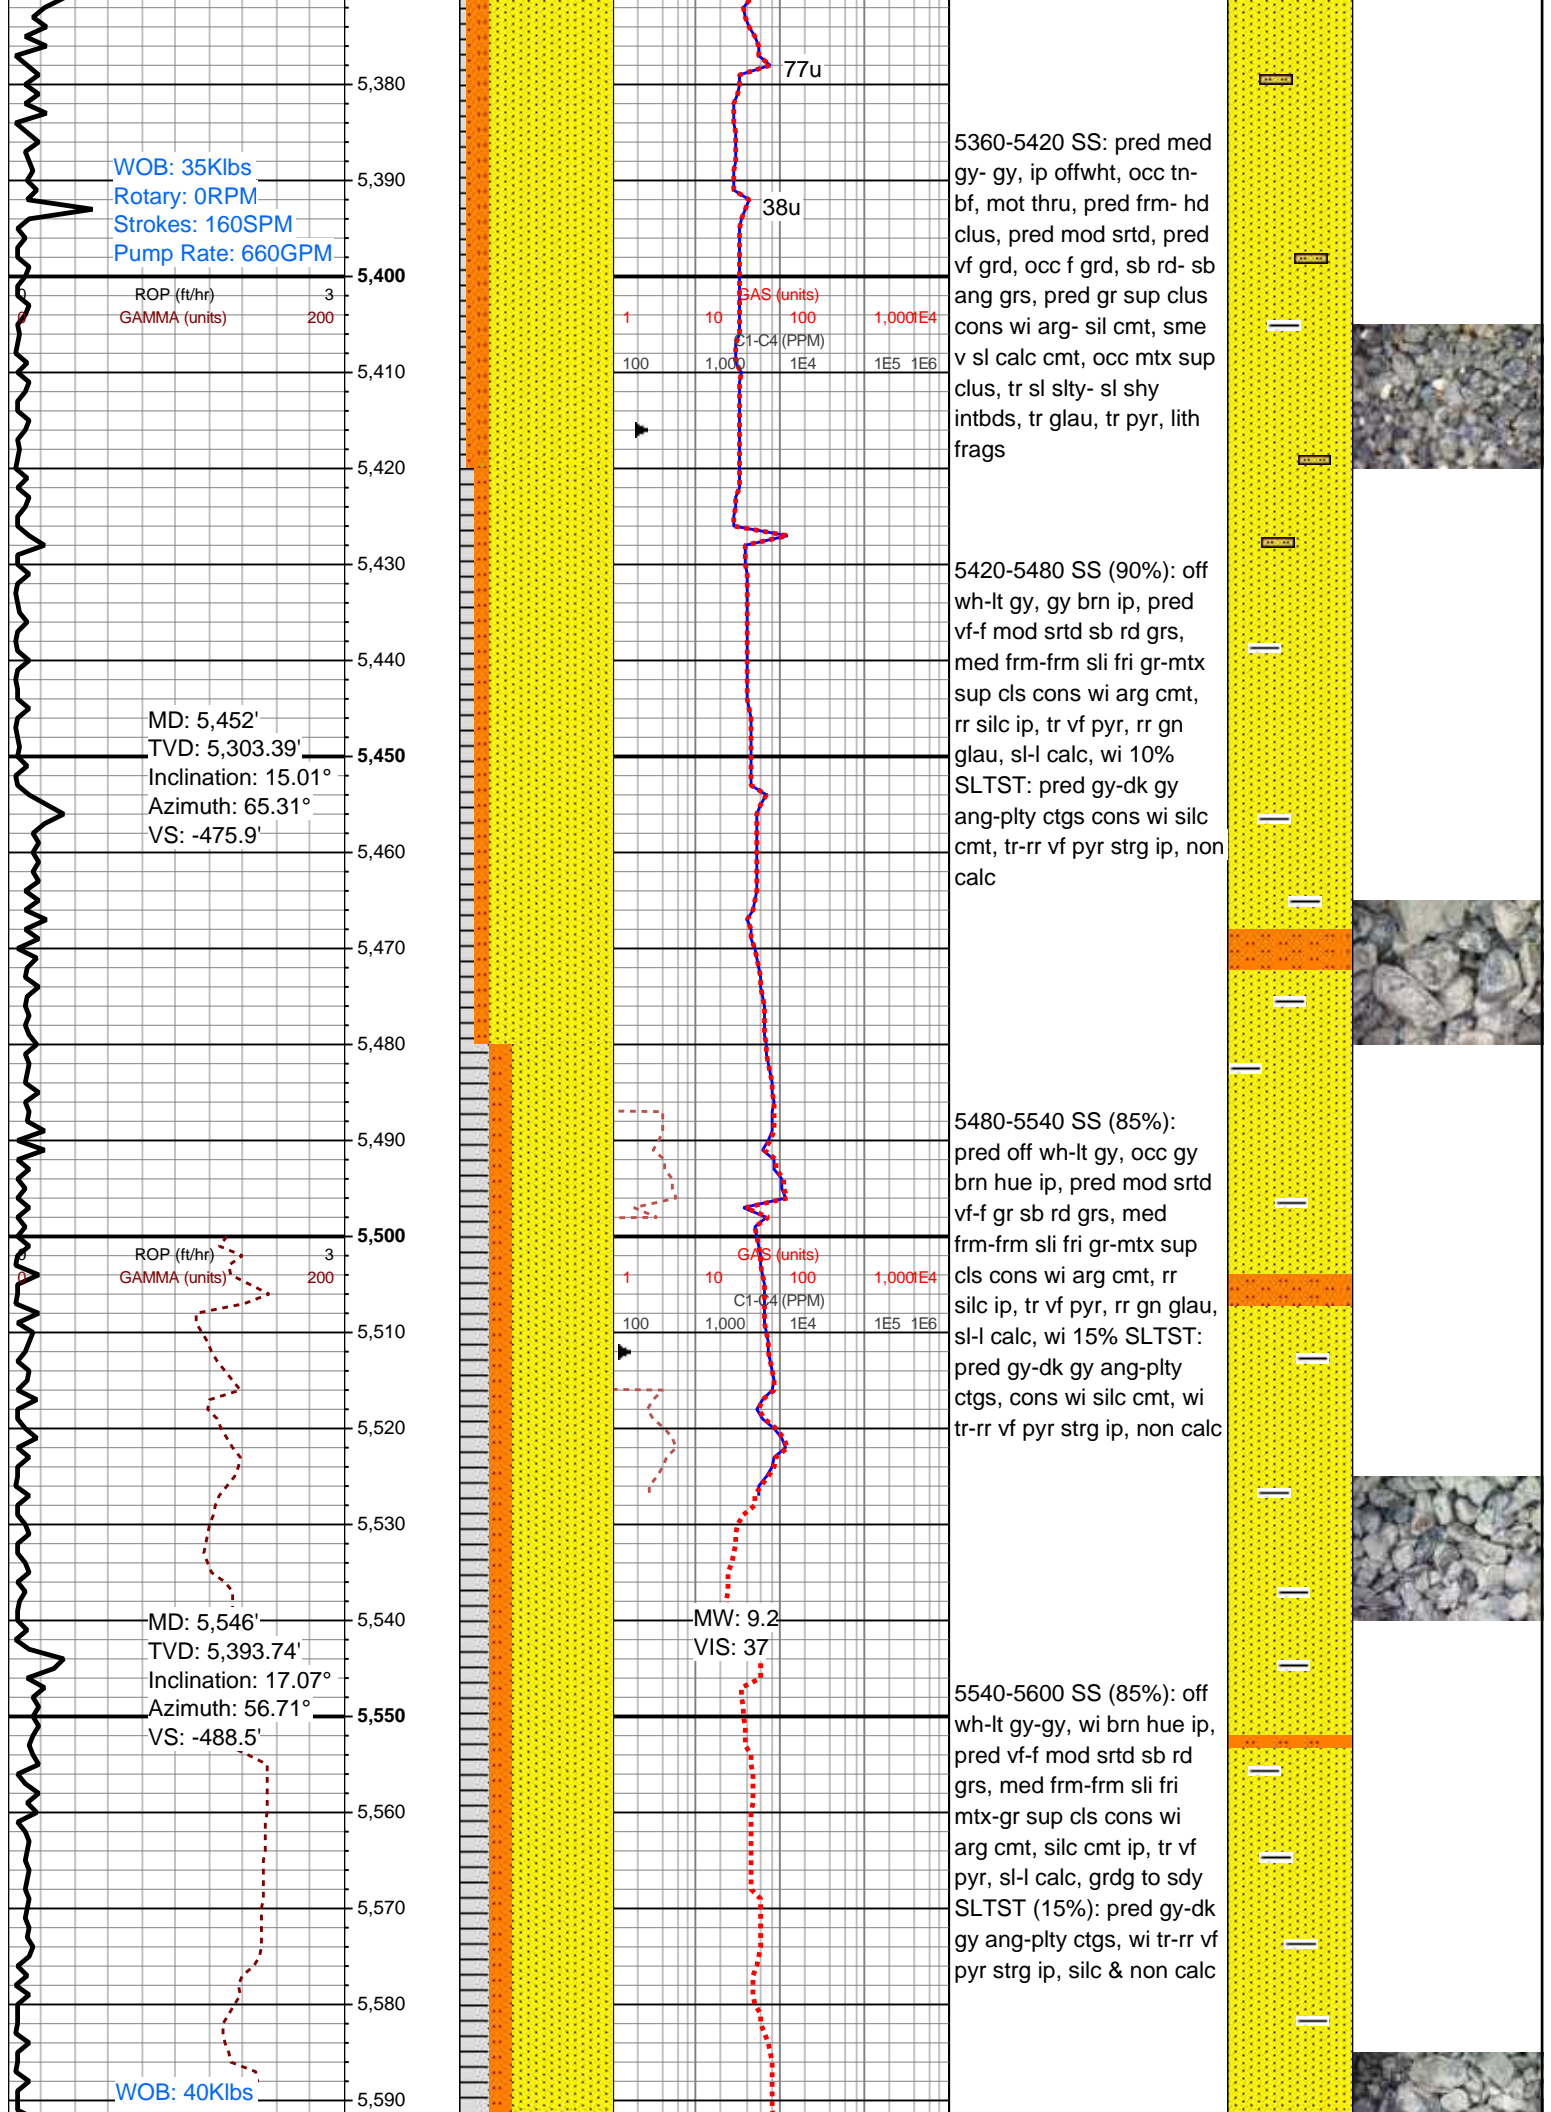 77u
5,380
5360-5420 SS: pred med
gy- gy, ip offwht, occ tn-
bf, mot thru, pred frm- hd
clus, pred mod srtd, pred
vf grd, occ f grd, sb rd- sb
ang grs, pred gr sup clus
cons wi arg- sil cmt, sme
v sl calc cmt, occ mtx sup
clus, tr sl slty- sl shy
intbds, tr glau, tr pyr, lith
frags
WOB: 35Klbs
Rotary: 0RPM
Strokes: 160SPM
Pump Rate: 660GPM
5,390
38u
5,400
0 ROP (ft/hr) 3
0 GAMMA (units) 200
GAS (units)
1 10 100 1,000 1E4
C1-C4 (PPM)
100 1,000 1E4 1E5 1E6
5,410
5,420
5,430
5420-5480 SS (90%): off
wh-lt gy, gy brn ip, pred
vf-f mod srtd sb rd grs,
med frm-frm sli fri gr-mtx
sup cls cons wi arg cmt,
rr silc ip, tr vf pyr, rr gn
glau, sl-l calc, wi 10%
SLTST: pred gy-dk gy
ang-plty ctgs cons wi silc
cmt, tr-rr vf pyr strg ip, non
calc
5,440
MD: 5,452'
TVD: 5,303.39'
Inclination: 15.01°
Azimuth: 65.31°
VS: -475.9'
5,450
5,460
5,470
5,480
5,490
5480-5540 SS (85%):
pred off wh-lt gy, occ gy
brn hue ip, pred mod srtd
vf-f gr sb rd grs, med
frm-frm sli fri gr-mtx sup
cls cons wi arg cmt, rr
silc ip, tr vf pyr, rr gn glau,
sl-l calc, wi 15% SLTST:
pred gy-dk gy ang-plty
ctgs, cons wi silc cmt, wi
tr-rr vf pyr strg ip, non calc
5,500
0 ROP (ft/hr) 3
0 GAMMA (units) 200
GAS (units)
1 10 100 1,000 1E4
C1-C4 (PPM)
100 1,000 1E4 1E5 1E6
5,510
5,520
5,530
5,540
MW: 9.2
VIS: 37
MD: 5,546'
TVD: 5,393.74'
Inclination: 17.07°
Azimuth: 56.71°
VS: -488.5'
5,550
5540-5600 SS (85%): off
wh-lt gy-gy, wi brn hue ip,
pred vf-f mod srtd sb rd
grs, med frm-frm sli fri
mtx-gr sup cls cons wi
arg cmt, silc cmt ip, tr vf
pyr, sl-l calc, grdg to sdy
SLTST (15%): pred gy-dk
gy ang-plty ctgs, wi tr-rr vf
pyr strg ip, silc & non calc
5,560
5,570
5,580
WOB: 40Klbs
5,590